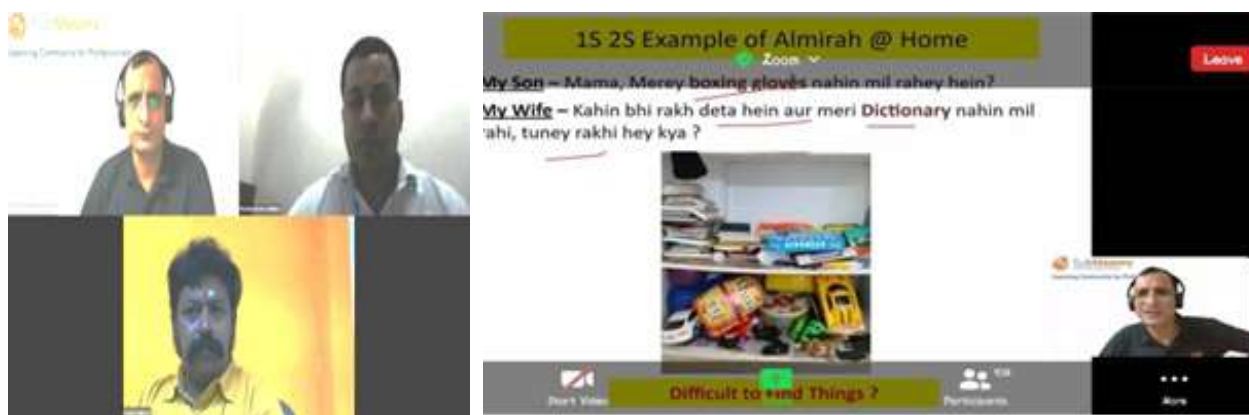 1S 2S Example of Almirah @ Home
Zoom
Leave
My Son – Mama, Merey boxing gloves nahin mil rahey hein?
My Wife – Kahin bhi rakh deta hein aur meri Dictionary nahin mil
rahi, tuney rakhi hey kya ?
Difficult to Find Things ?
Start Video
Participants
More